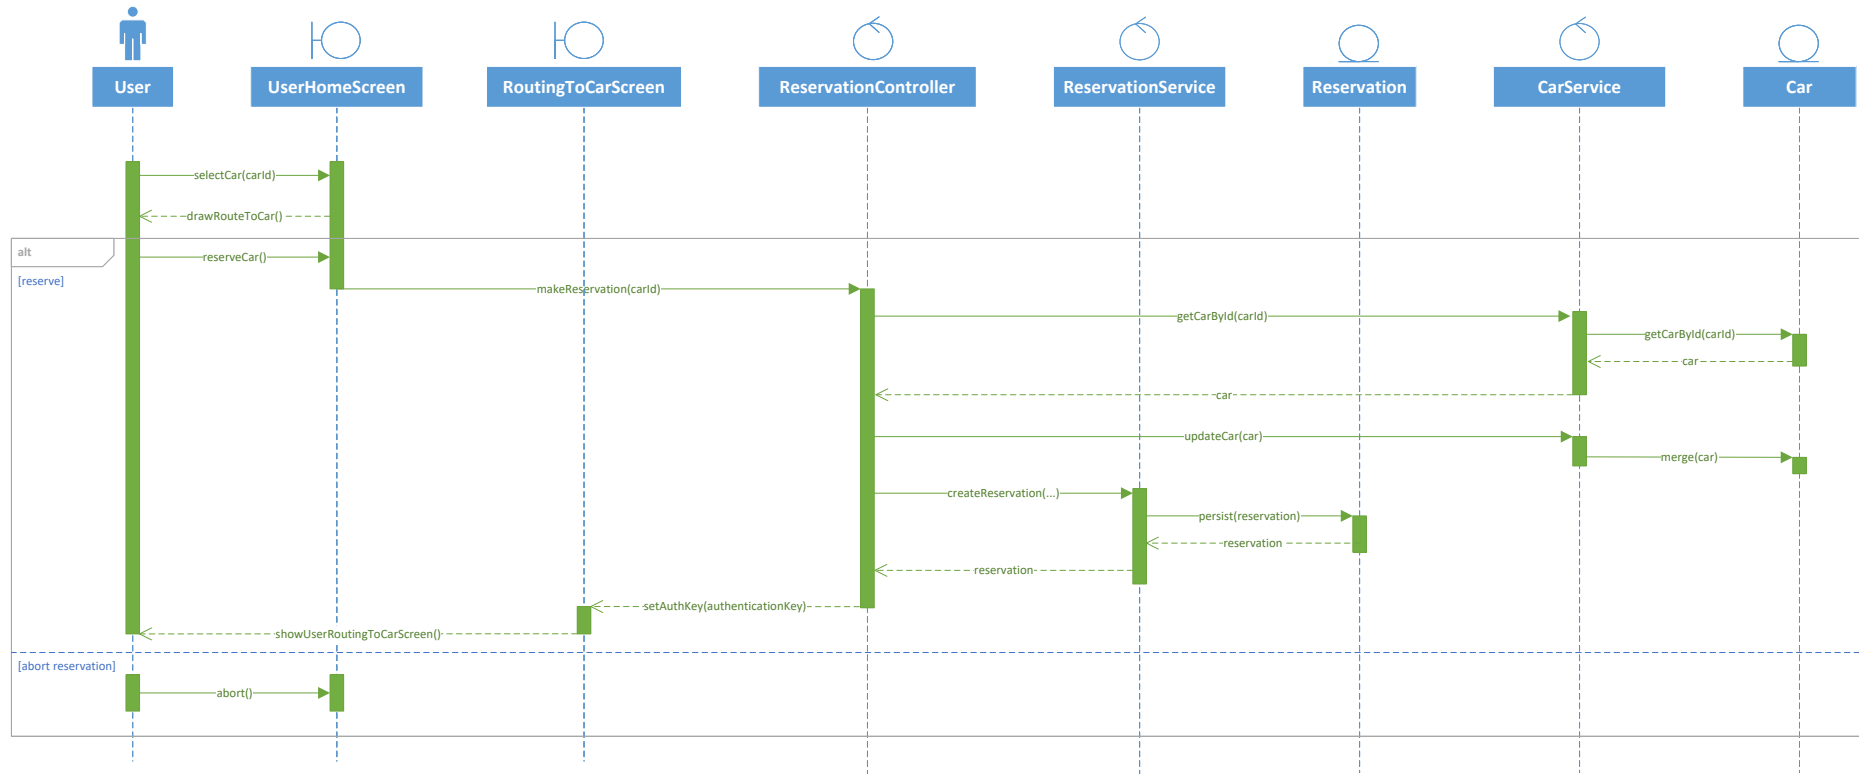 User
UserHomeScreen
RoutingToCarScreen
ReservationController
ReservationService
Reservation
CarService
Car
selectCar(carId)
drawRouteToCar()
alt
reserveCar()
[reserve]
makeReservation(carId)
getCarById(carId)
getCarById(carId)
car
car
updateCar(car)
merge(car)
createReservation(...)
persist(reservation)
reservation
reservation
setAuthKey(authenticationKey)
showUserRoutingToCarScreen()
[abort reservation]
abort()